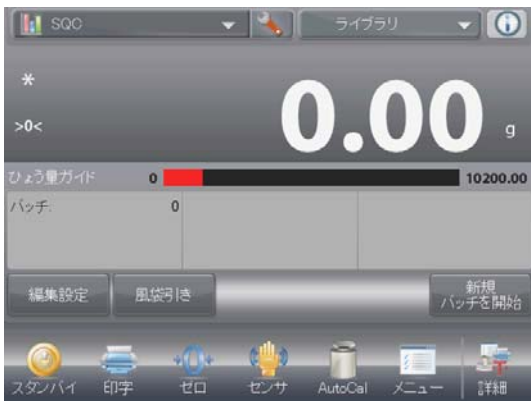 SQC ライブラリ
*
>0<
0.00 g
ひょう量ガイド 0 10200.00
バッチ: 0
編集設定 風袋引き 新規
バッチを開始
スタンバイ 印字 ゼロ センサ AutoCal メニュー 詳細